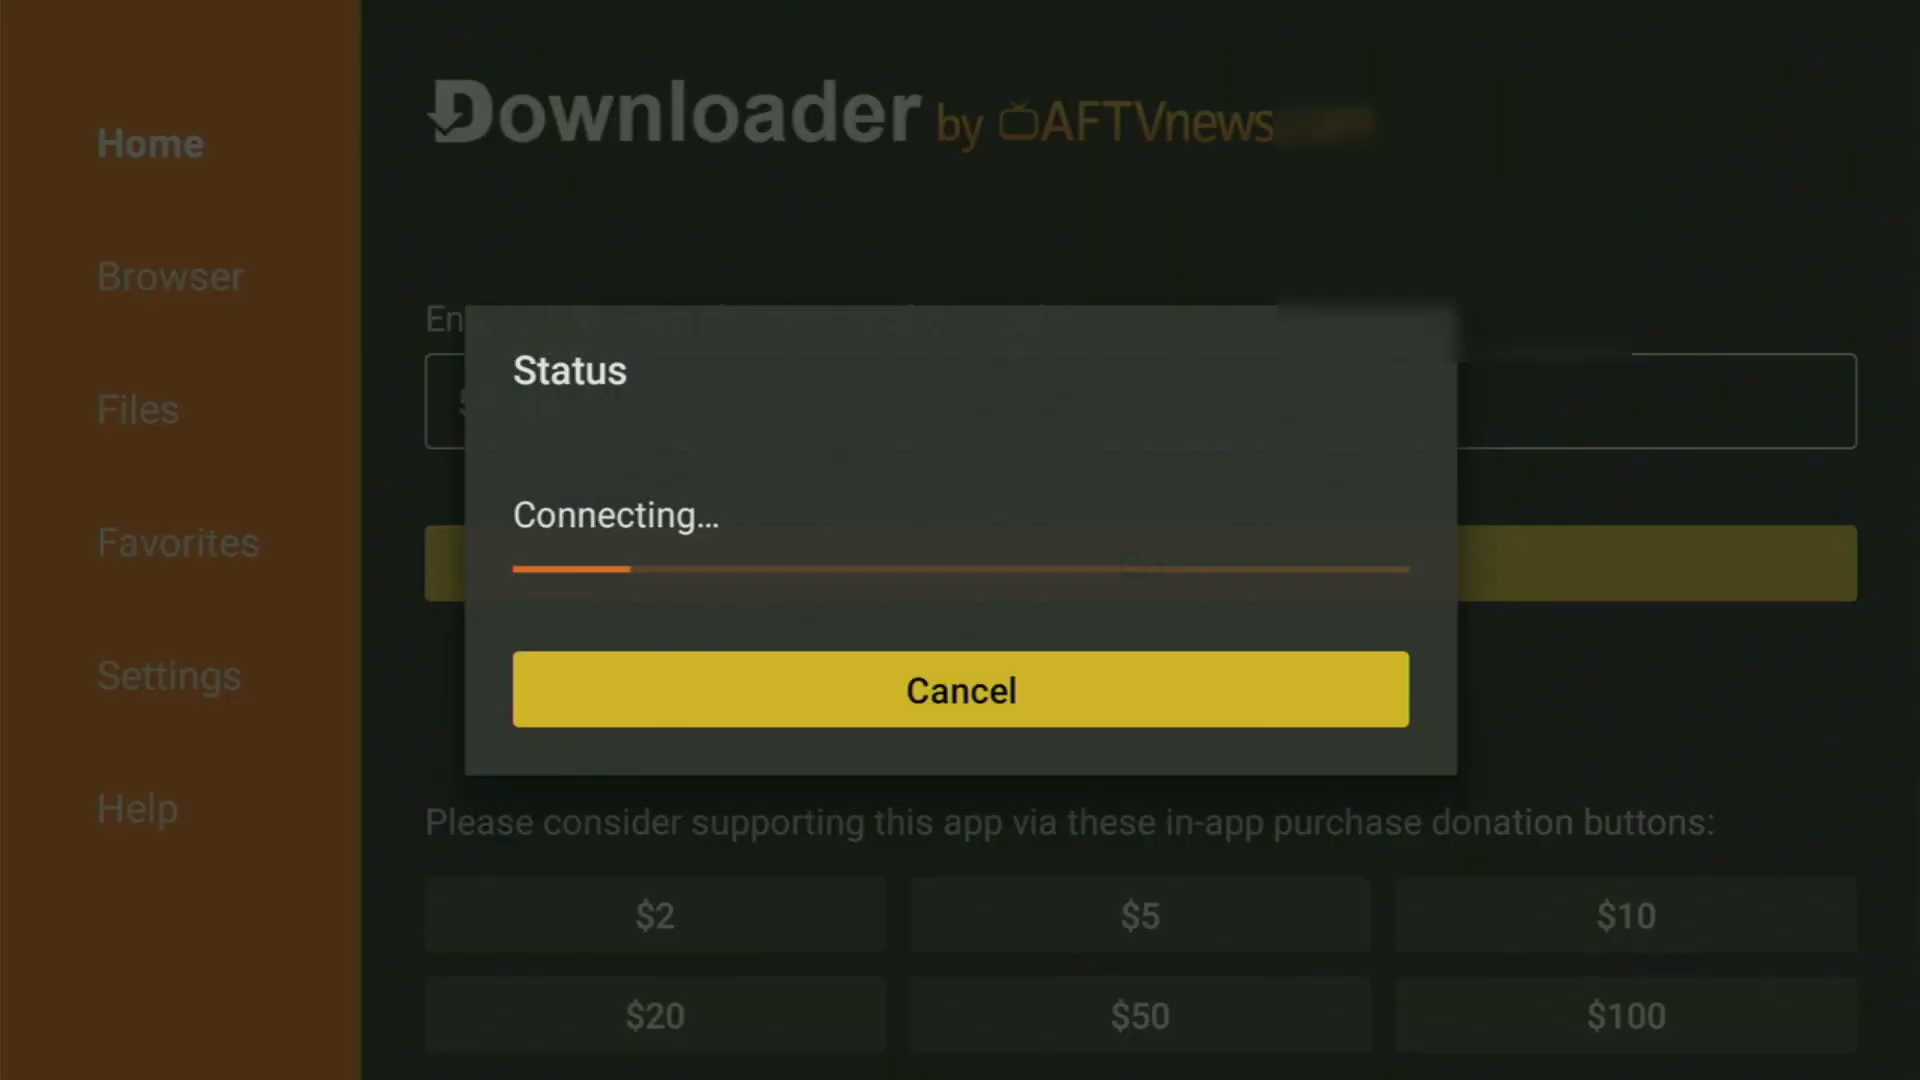 Downloader by AFTVnews
Home
Browser
Files
Favorites
Settings
Help
Status
Connecting...
Cancel
Please consider supporting this app via these in-app purchase donation buttons:
$2
$5
$10
$20
$50
$100